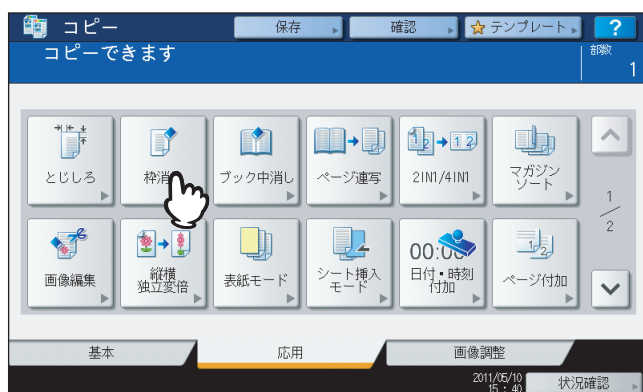 コピー
保存
確認
テンプレート
?
コピーできます
部数
1
とじしろ
枠消
ブック中消し
ページ連写
2IN1/4IN1
マガジン
ソート
1
2
画像編集
縦横
独立変倍
表紙モード
シート挿入
モード
00:00
日付・時刻
付加
ページ付加
基本
応用
画像調整
2011/05/10
15 : 40
状況確認